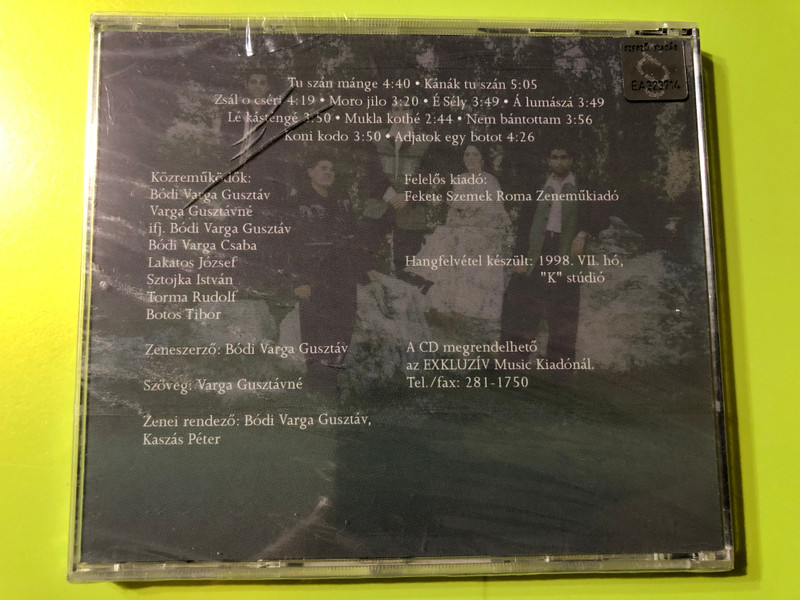 Tu szán mánge 4:40 • Kánák tu szán 5:05
Zsál o cséri 4:19 • Moro jilo 3:20 • É Sély 3:49 • Á lumászá 3:49
Lé kástengé 3:50 • Mukla kothé 2:44 • Nem bántottam 3:56
Koni kodo 3:50 • Adjatok egy botot 4:26
Közreműködők:
Bódi Varga Gusztáv
Varga Gusztávné
ifj. Bódi Varga Gusztáv
Bódi Varga Csaba
Lakatos József
Sztojka István
Torma Rudolf
Botos Tibor
Zeneszerző: Bódi Varga Gusztáv
Szöveg: Varga Gusztávné
Zenei rendező: Bódi Varga Gusztáv,
Kaszás Péter
Felelős kiadó:
Fekete Szemek Roma Zeneműkiadó
Hangfelvétel készült: 1998. VII. hó,
"K" stúdió
A CD megrendelhető
az EXKLUZÍV Music Kiadónál.
Tel./fax: 281-1750